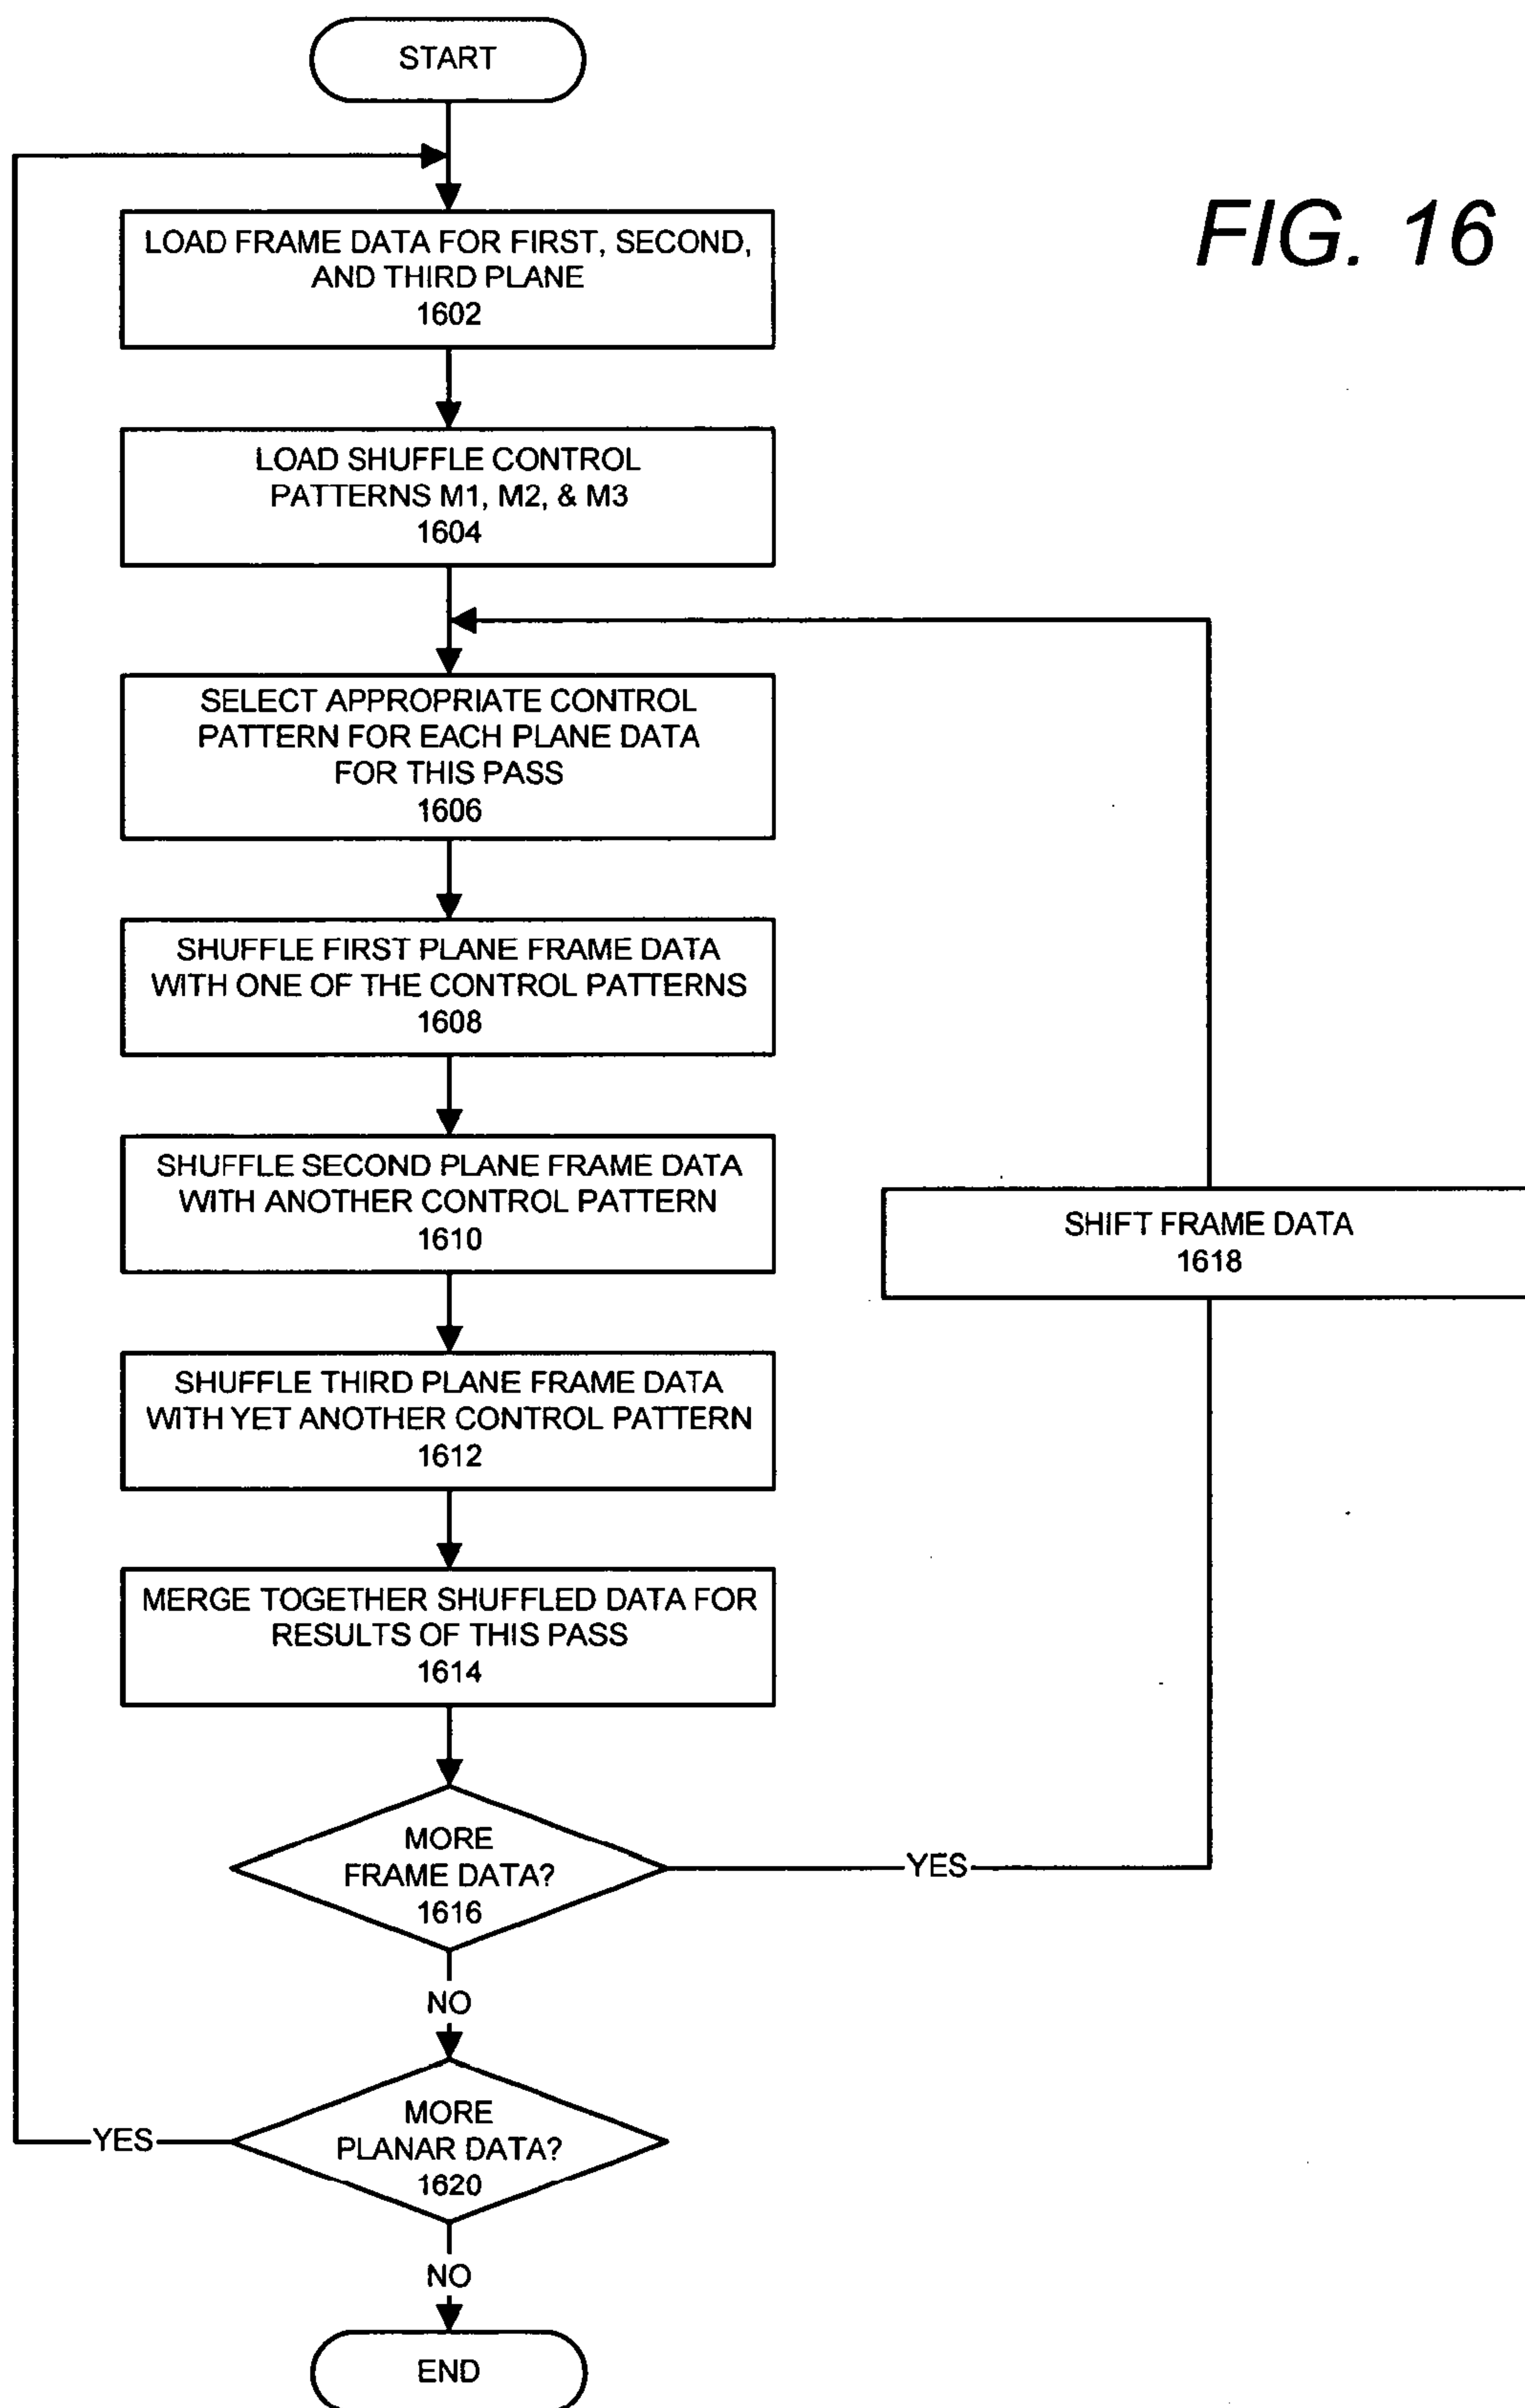 START
FIG. 16
LOAD FRAME DATA FOR FIRST, SECOND,
AND THIRD PLANE
1602
LOAD SHUFFLE CONTROL
PATTERNS M1, M2, & M3
1604
SELECT APPROPRIATE CONTROL
PATTERN FOR EACH PLANE DATA
FOR THIS PASS
1606
SHUFFLE FIRST PLANE FRAME DATA
WITH ONE OF THE CONTROL PATTERNS
1608
SHUFFLE SECOND PLANE FRAME DATA
WITH ANOTHER CONTROL PATTERN
1610
SHIFT FRAME DATA
1618
SHUFFLE THIRD PLANE FRAME DATA
WITH YET ANOTHER CONTROL PATTERN
1612
MERGE TOGETHER SHUFFLED DATA FOR
RESULTS OF THIS PASS
1614
MORE
FRAME DATA?
1616
YES
NO
MORE
PLANAR DATA?
1620
YES
NO
END